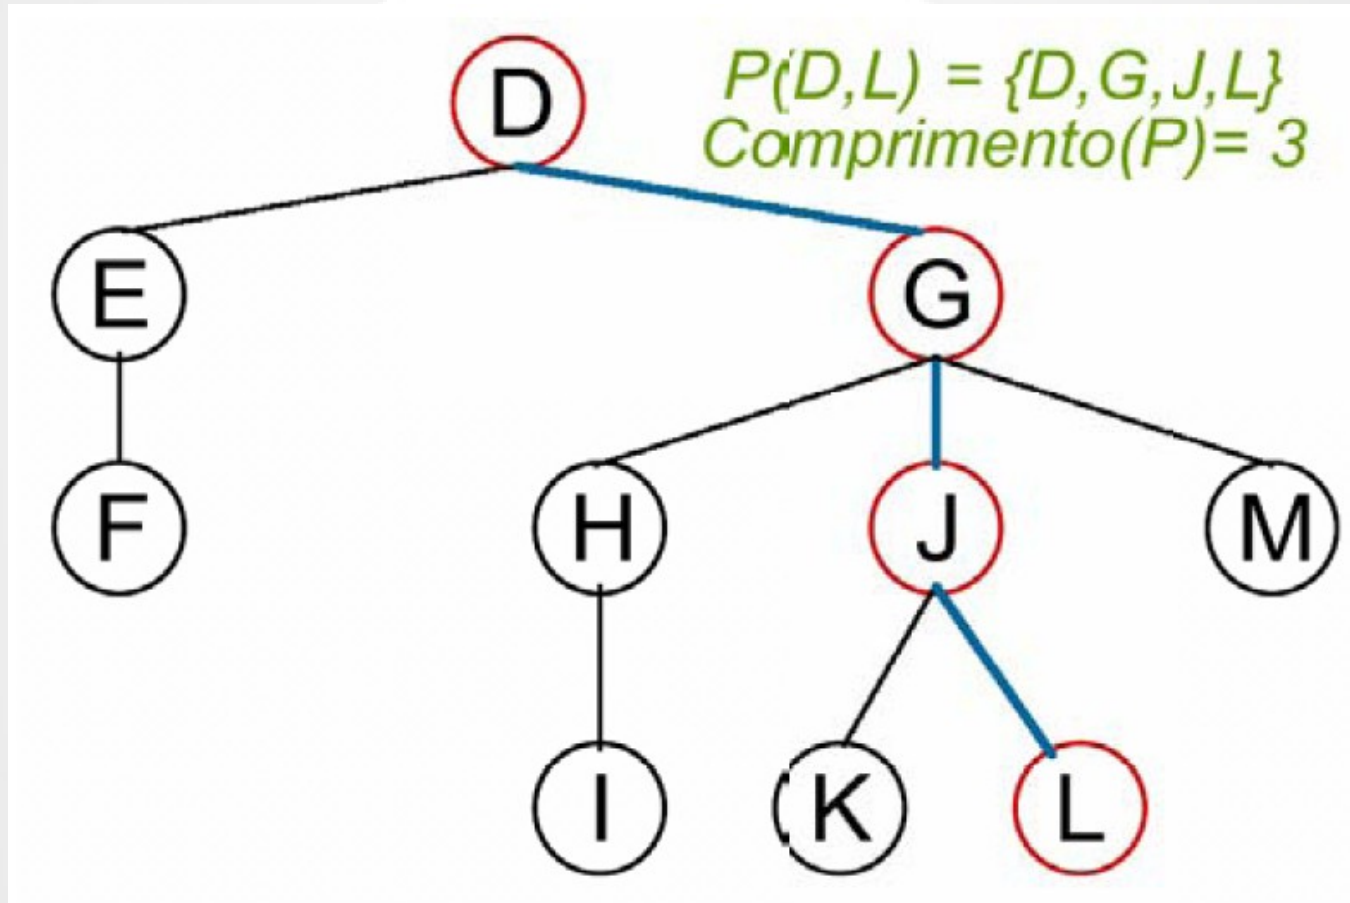 D
P(D,L) = {D,G,J,L}
Comprimento(P)= 3
E
G
F
H
J
M
I
K
L